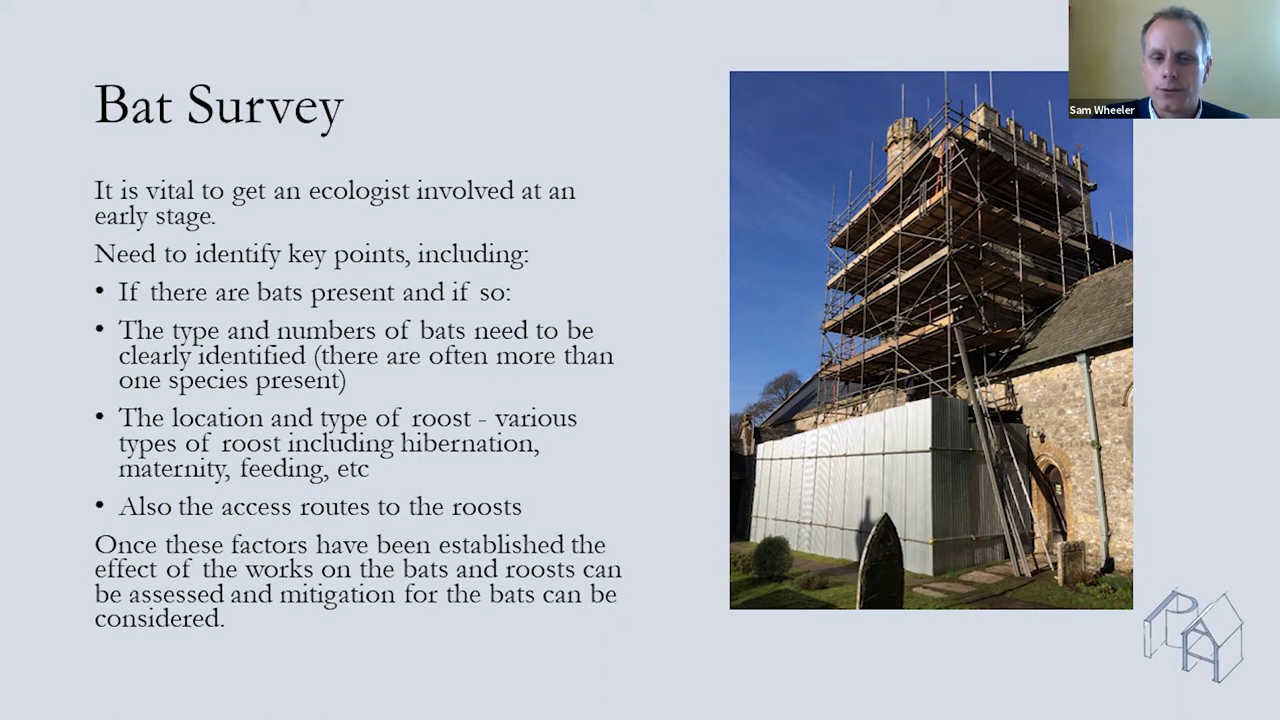 Bat Survey
It is vital to get an ecologist involved at an
early stage.
Need to identify key points, including:
• If there are bats present and if so:
• The type and numbers of bats need to be
clearly identified (there are often more than
one species present)
• The location and type of roost - various
types of roost including hibernation,
maternity, feeding, etc
• Also the access routes to the roosts
Once these factors have been established the
effect of the works on the bats and roosts can
be assessed and mitigation for the bats can be
considered.
Sam Wheeler
PA